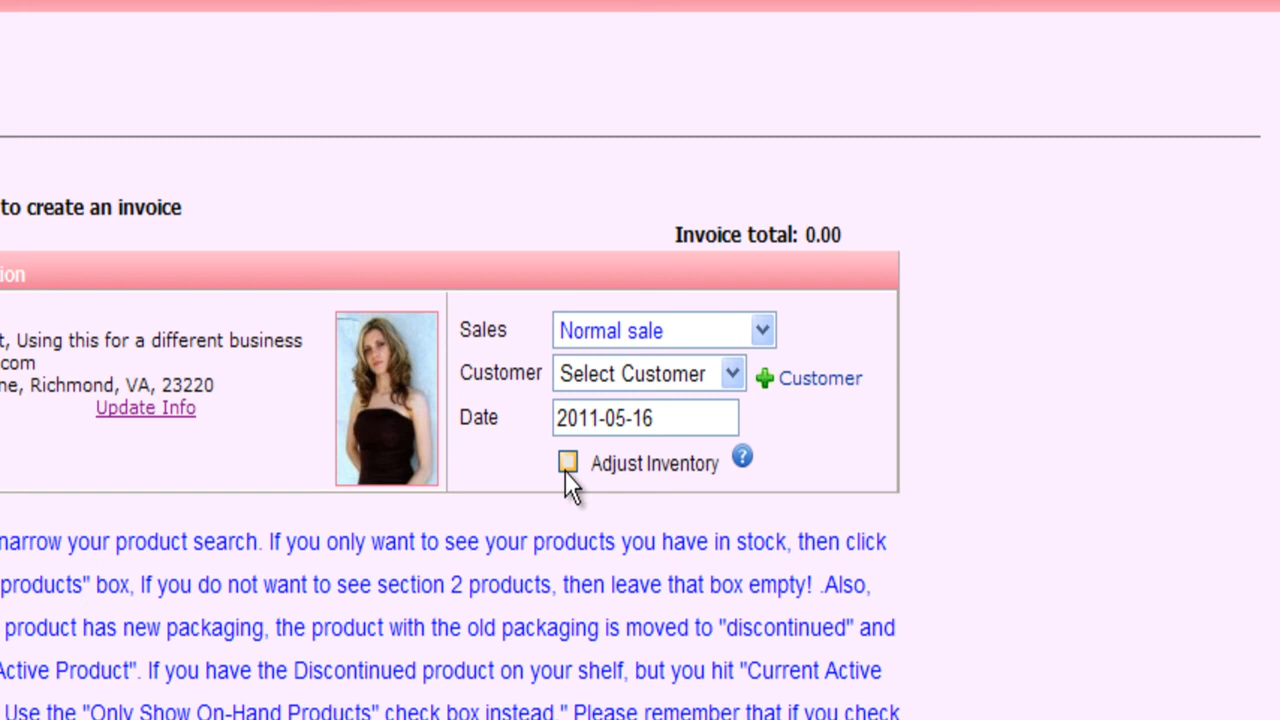 to create an invoice
Invoice total: 0.00
ion
t, Using this for a different business
com
ne, Richmond, VA, 23220
Update Info
Sales Normal sale
Customer Select Customer Customer
Date 2011-05-16
Adjust Inventory ?
narrow your product search. If you only want to see your products you have in stock, then click
products" box, If you do not want to see section 2 products, then leave that box empty! .Also,
product has new packaging, the product with the old packaging is moved to "discontinued" and
Active Product". If you have the Discontinued product on your shelf, but you hit "Current Active
Use the "Only Show On-Hand Products" check box instead." Please remember that if you check